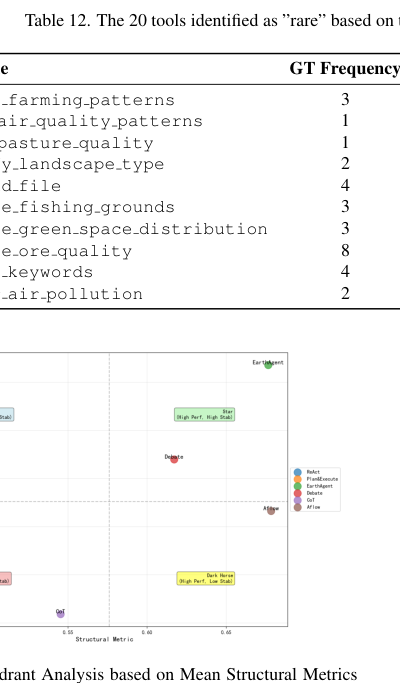 Table 12. The 20 tools identified as ”rare” based on
e GT Frequency
_farming_patterns 3
air_quality_patterns 1
pasture_quality 1
y_landscape_type 2
d_file 4
e_fishing_grounds 3
e_green_space_distribution 3
e_ore_quality 8
_keywords 4
_air_pollution 2
EarthAgent
Stab)
Star
(High Perf, High Stab)
Debate
ReAct
Plan&Execute
EarthAgent
Debate
CoT
Aflow
Aflow
tab)
Dark Horse
(High Perf, Low Stab)
CoT
0.55 0.60 0.65
Structural Metric
drant Analysis based on Mean Structural Metrics